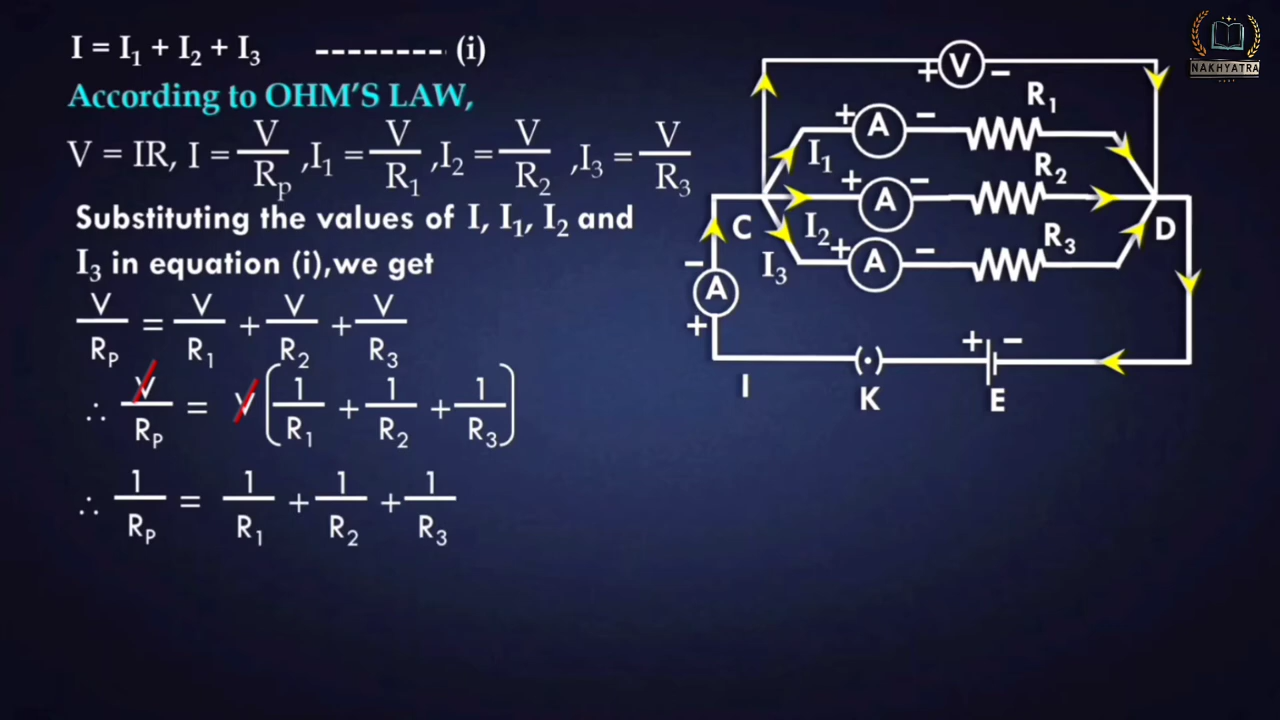 I = I₁ + I₂ + I₃ -------- (i)
According to OHM'S LAW,
V = IR, I = V/Rp ,I₁ = V/R₁ ,I₂ = V/R₂ ,I₃ = V/R₃
Substituting the values of I, I₁, I₂ and
I₃ in equation (i),we get
V/RP = V/R₁ + V/R₂ + V/R₃
∴ V/RP = V(1/R₁ + 1/R₂ + 1/R₃)
∴ 1/RP = 1/R₁ + 1/R₂ + 1/R₃
NAKHYATRA
+ V −
+ A − R₁
I₁
+ A − R₂
C I₂ D
+ A − R₃
I₃
− A +
+ −
I K E